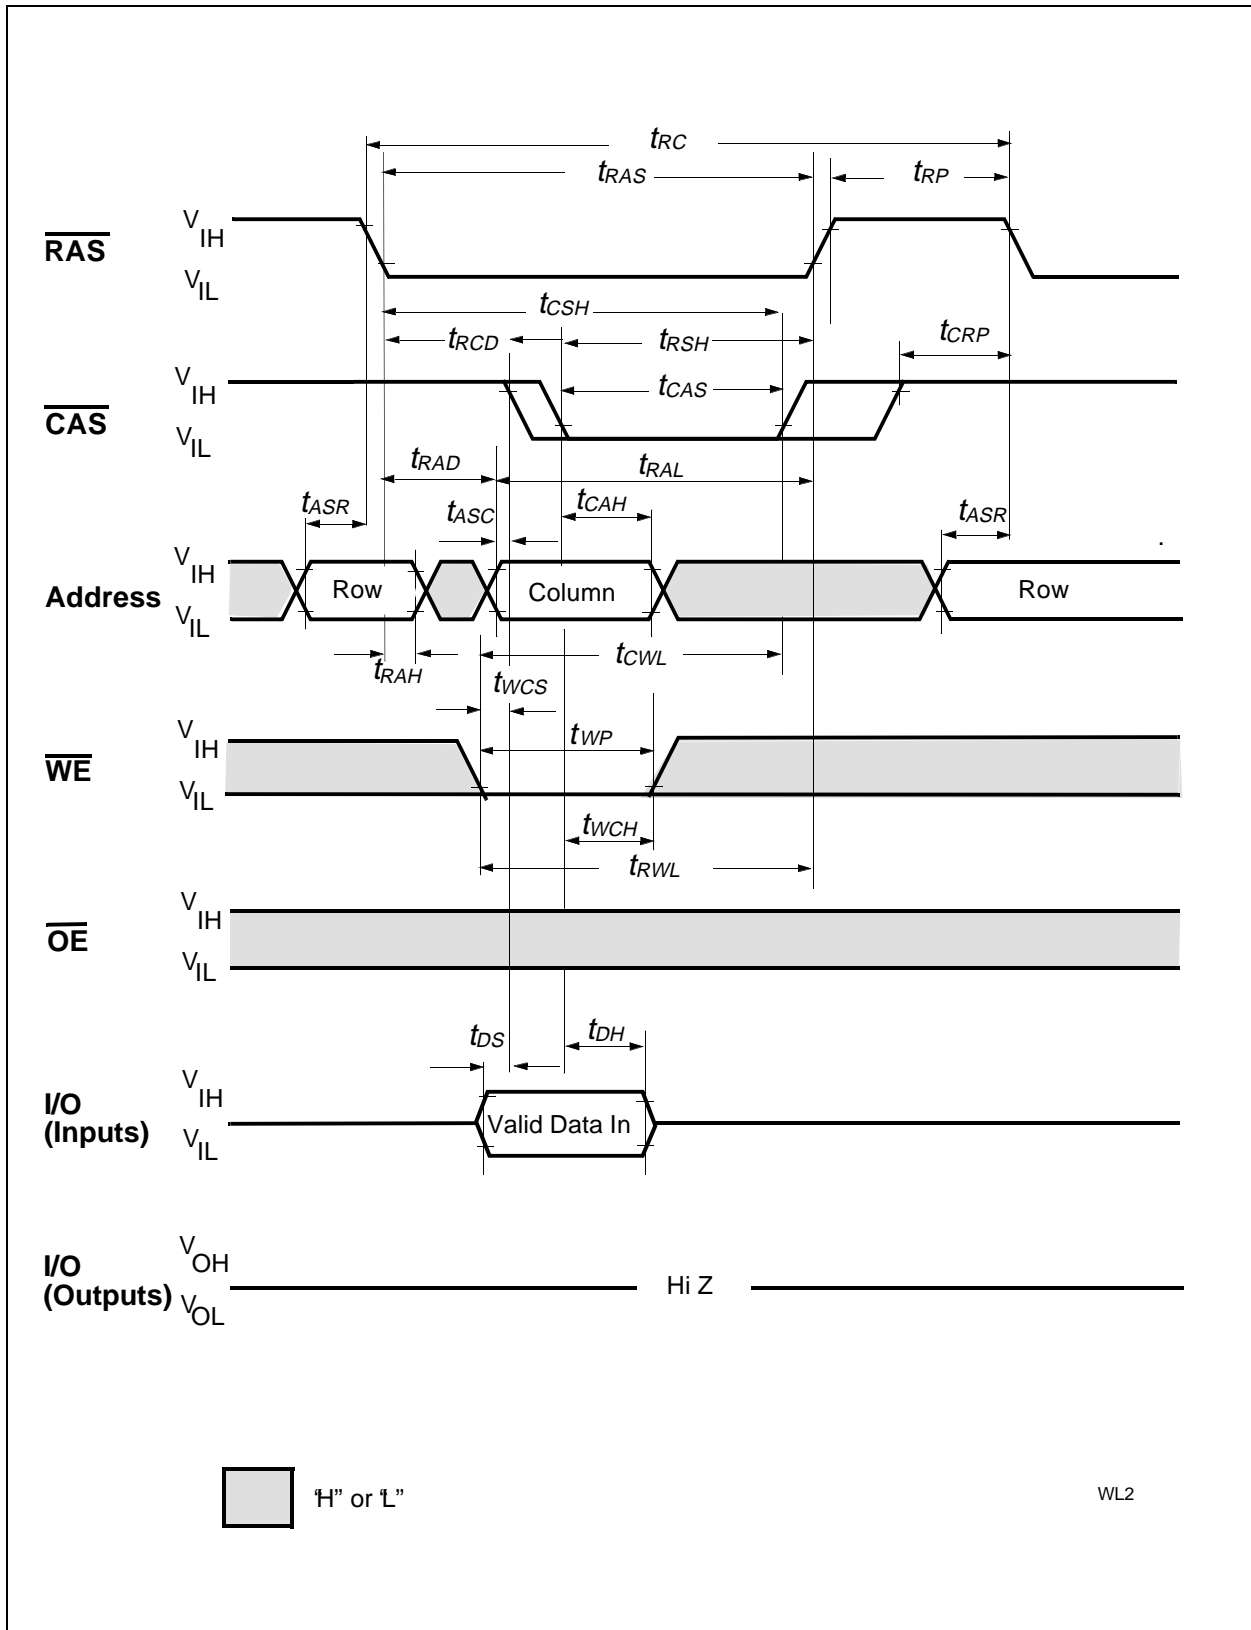 tRC
tRAS
tRP
RAS
VIH
VIL
tCSH
tRCD
tRSH
tCRP
CAS
VIH
VIL
tCAS
tRAD
tRAL
tASR
tASC
tCAH
tASR
Address
VIH
VIL
Row
Column
Row
tRAH
tCWL
tWCS
WE
VIH
VIL
tWP
tWCH
tRWL
OE
VIH
VIL
tDS
tDH
I/O
(Inputs)
VIH
VIL
Valid Data In
I/O
(Outputs)
VOH
VOL
Hi Z
“H” or “L”
WL2